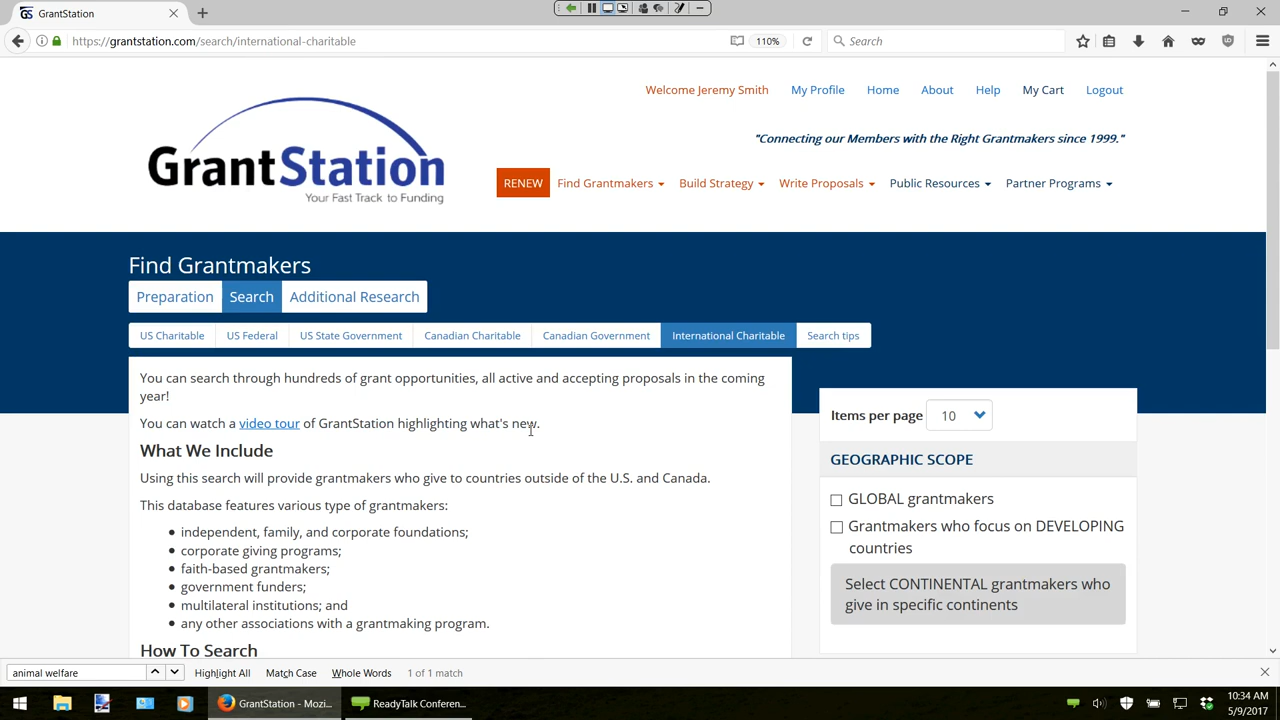 GrantStation
https://grantstation.com/search/international-charitable
110%
Search
Welcome Jeremy Smith
My Profile
Home
About
Help
My Cart
Logout
"Connecting our Members with the Right Grantmakers since 1999."
GrantStation
Your Fast Track to Funding
RENEW
Find Grantmakers
Build Strategy
Write Proposals
Public Resources
Partner Programs
Find Grantmakers
Preparation
Search
Additional Research
US Charitable
US Federal
US State Government
Canadian Charitable
Canadian Government
International Charitable
Search tips
You can search through hundreds of grant opportunities, all active and accepting proposals in the coming
year!
You can watch a video tour of GrantStation highlighting what's new.
What We Include
Using this search will provide grantmakers who give to countries outside of the U.S. and Canada.
This database features various type of grantmakers:
independent, family, and corporate foundations;
corporate giving programs;
faith-based grantmakers;
government funders;
multilateral institutions; and
any other associations with a grantmaking program.
How To Search
Items per page 10
GEOGRAPHIC SCOPE
GLOBAL grantmakers
Grantmakers who focus on DEVELOPING
countries
Select CONTINENTAL grantmakers who
give in specific continents
animal welfare
Highlight All
Match Case
Whole Words
1 of 1 match
GrantStation - Mozi...
ReadyTalk Conferen...
10:34 AM
5/9/2017